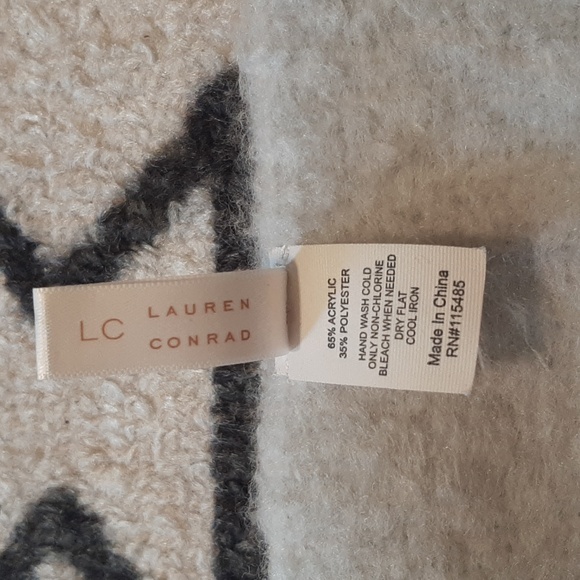 LC
LAUREN
CONRAD
65% ACRYLIC
35% POLYESTER
HAND WASH COLD
ONLY NON-CHLORINE
BLEACH WHEN NEEDED
DRY FLAT
COOL IRON
Made In China
RN#115485